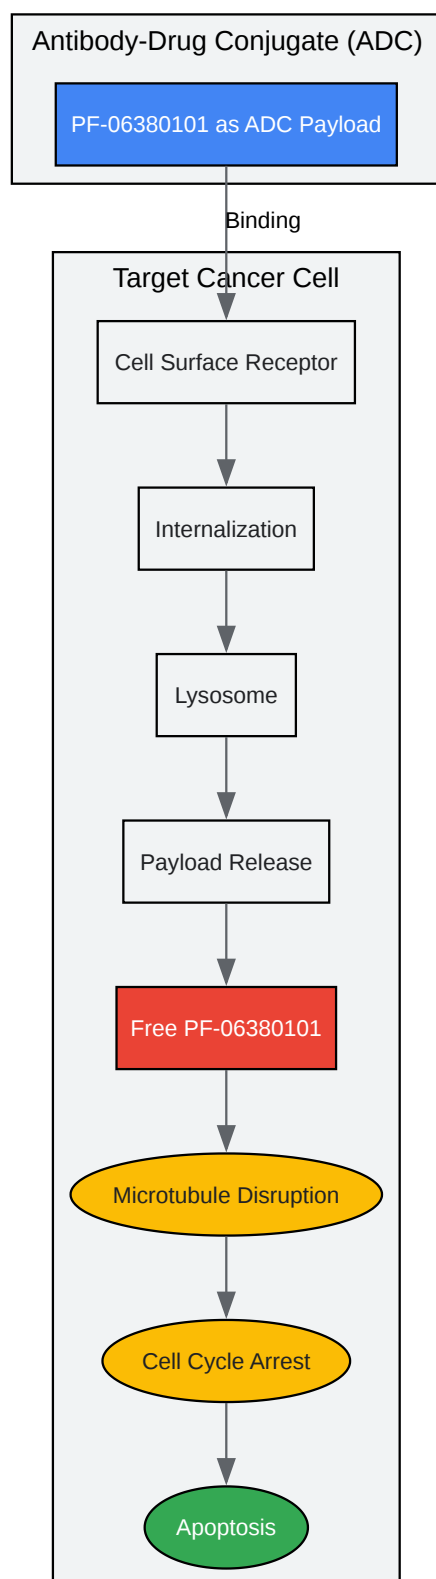 Antibody-Drug Conjugate (ADC)
PF-06380101 as ADC Payload
Binding
Target Cancer Cell
Cell Surface Receptor
Internalization
Lysosome
Payload Release
Free PF-06380101
Microtubule Disruption
Cell Cycle Arrest
Apoptosis